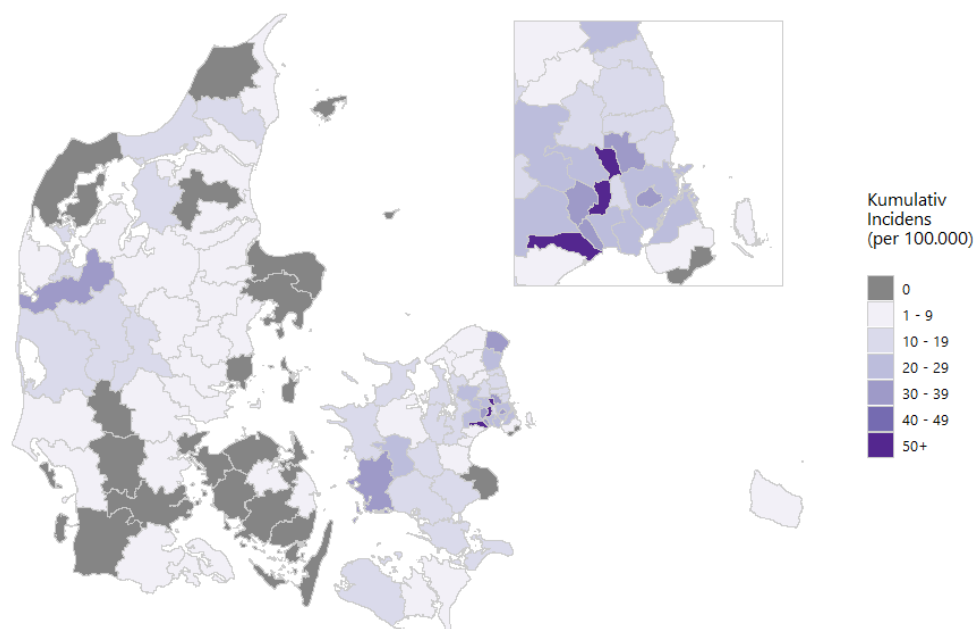 Kumulativ
Incidens
(per 100.000)
0
1 - 9
10 - 19
20 - 29
30 - 39
40 - 49
50+